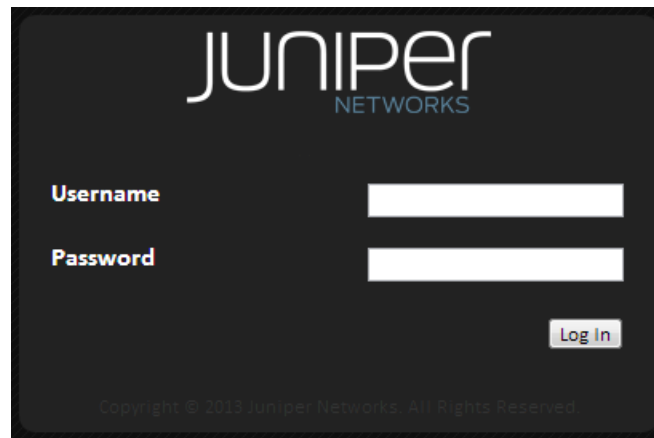 JUNIPer
NETWORKS
Username
Password
Log In
Copyright © 2013 Juniper Networks. All Rights Reserved.